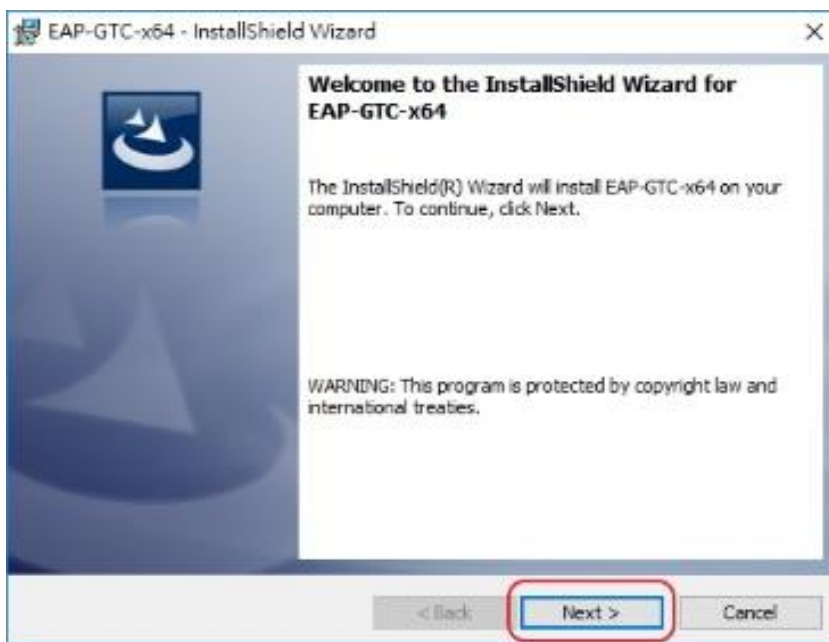 EAP-GTC-x64 - InstallShield Wizard
Welcome to the InstallShield Wizard for
EAP-GTC-x64
The InstallShield(R) Wizard will install EAP-GTC-x64 on your
computer. To continue, click Next.
WARNING: This program is protected by copyright law and
international treaties.
< Back Next > Cancel